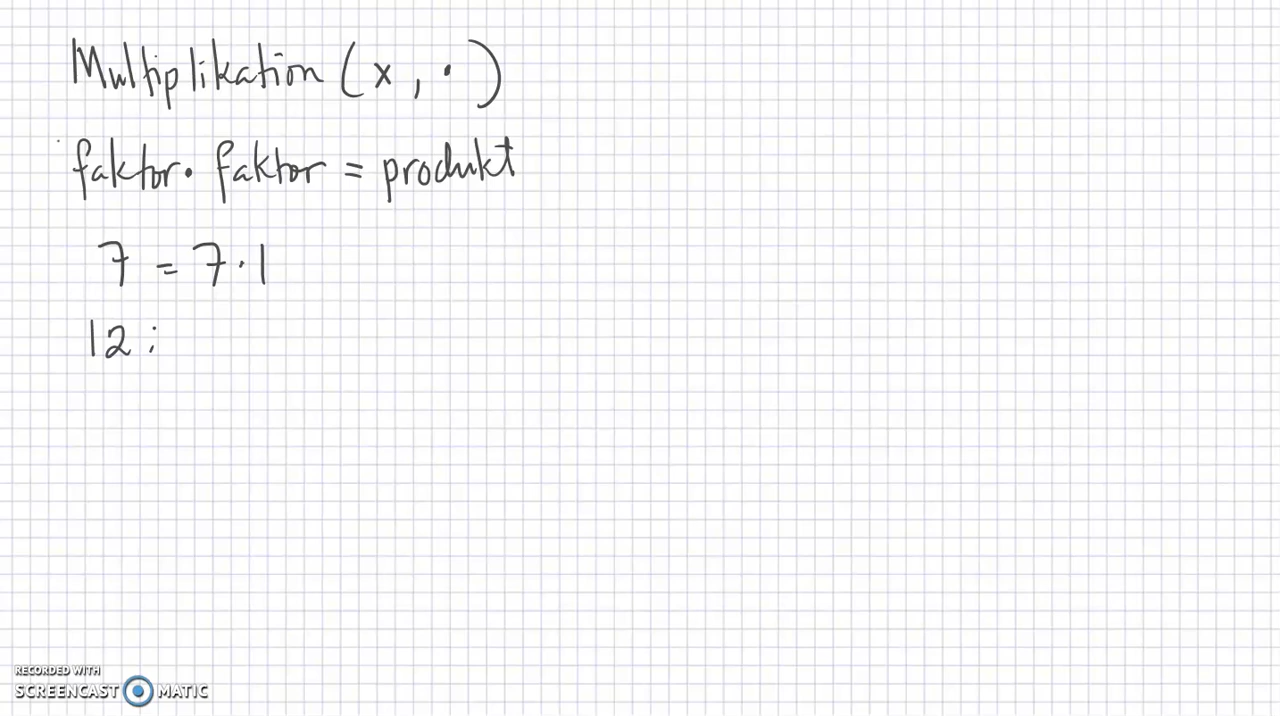 Multiplikation (x, ·)
faktor · faktor = produkt
7 = 7 · 1
12 :
RECORDED WITH
SCREENCAST MATIC